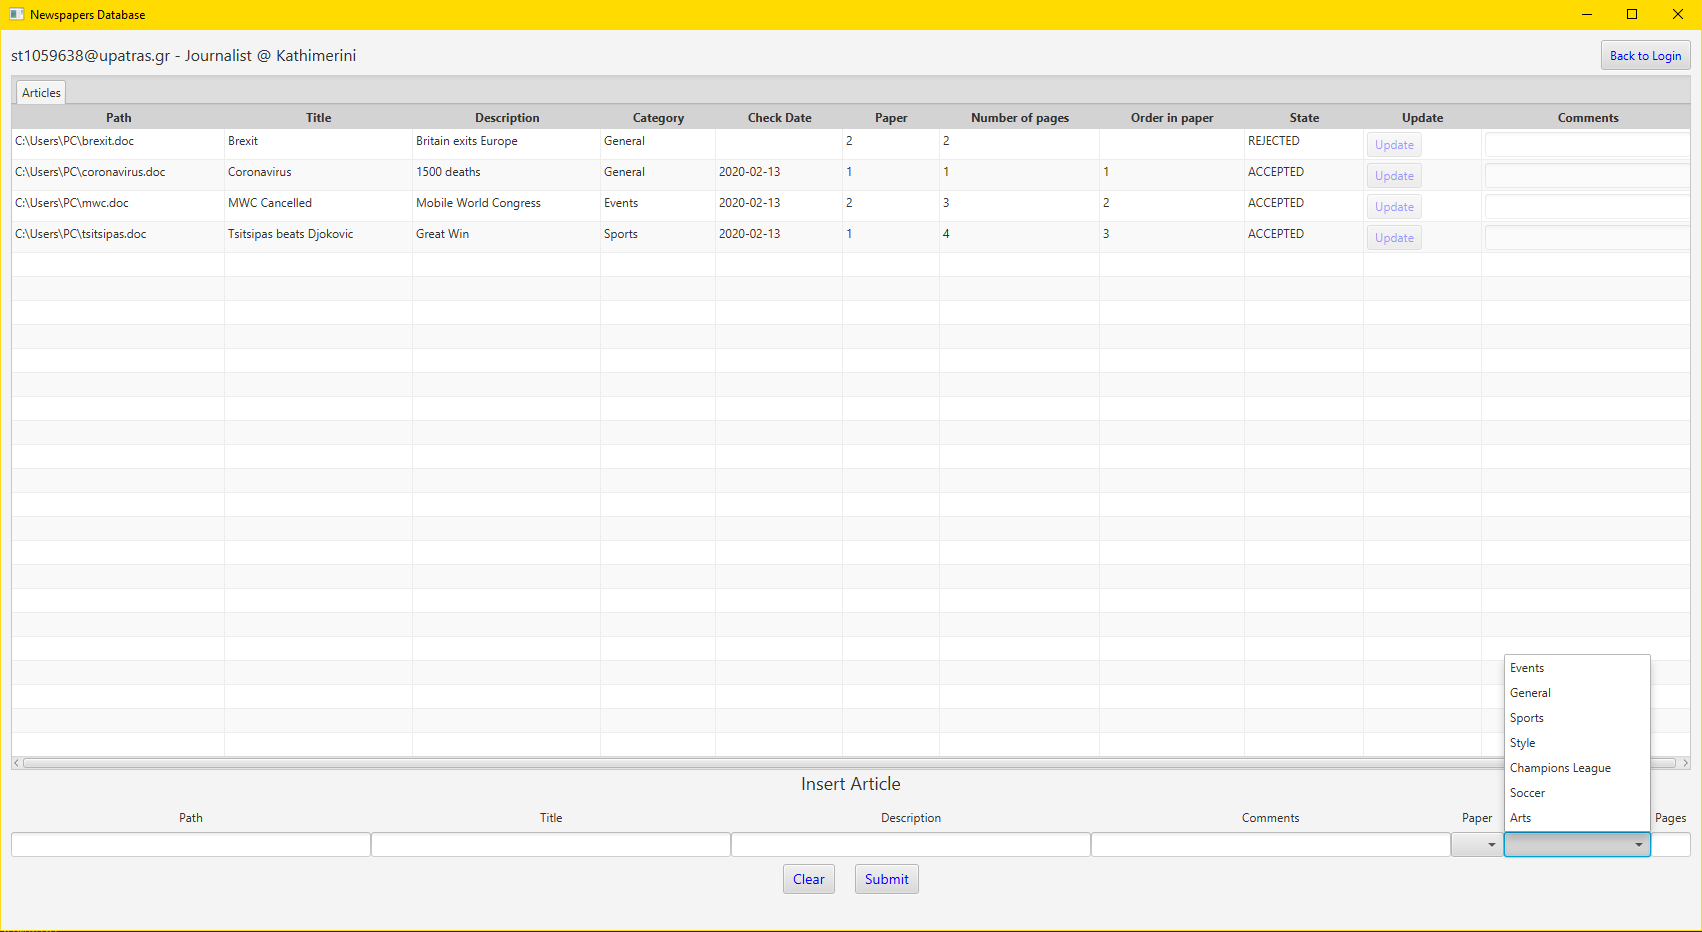 Newspapers Database
st1059638@upatras.gr - Journalist @ Kathimerini
Back to Login
Articles
Path Title Description Category Check Date Paper Number of pages Order in paper State Update Comments
C:\Users\PC\brexit.doc Brexit Britain exits Europe General 2 2 REJECTED Update
C:\Users\PC\coronavirus.doc Coronavirus 1500 deaths General 2020-02-13 1 1 1 ACCEPTED Update
C:\Users\PC\mwc.doc MWC Cancelled Mobile World Congress Events 2020-02-13 2 3 2 ACCEPTED Update
C:\Users\PC\tsitsipas.doc Tsitsipas beats Djokovic Great Win Sports 2020-02-13 1 4 3 ACCEPTED Update
Events
General
Sports
Style
Champions League
Soccer
Arts
Insert Article
Path Title Description Comments Paper Pages
Clear Submit